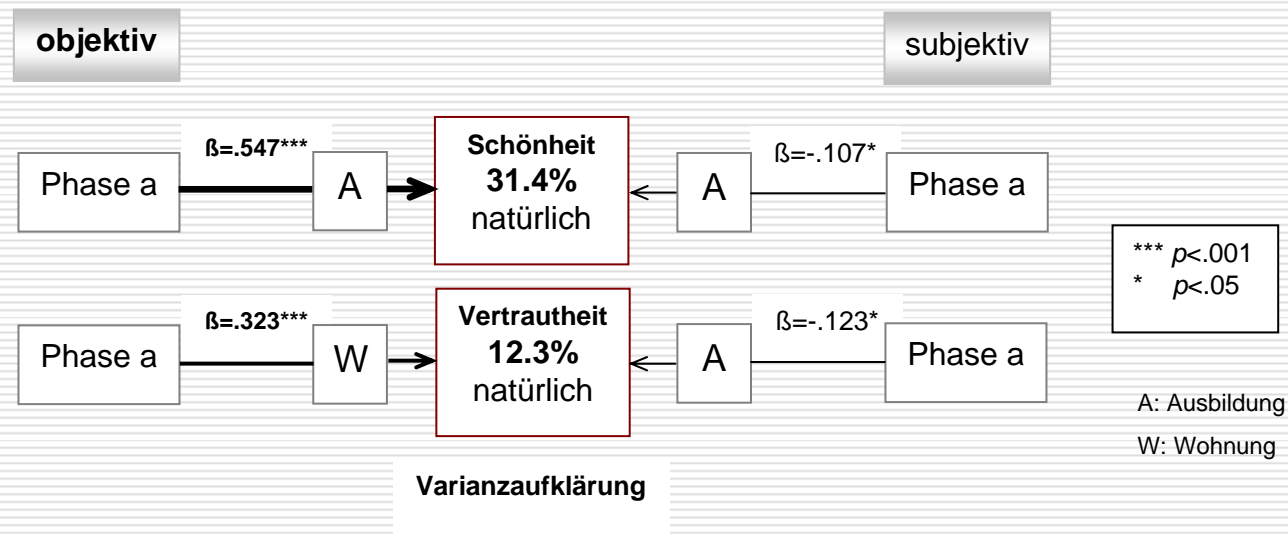 objektiv
subjektiv
ß=.547***
Phase a
A
Schönheit
31.4%
natürlich
ß=-.107*
A
Phase a
*** p<.001
* p<.05
ß=.323***
Phase a
W
Vertrautheit
12.3%
natürlich
ß=-.123*
A
Phase a
A: Ausbildung
W: Wohnung
Varianzaufklärung